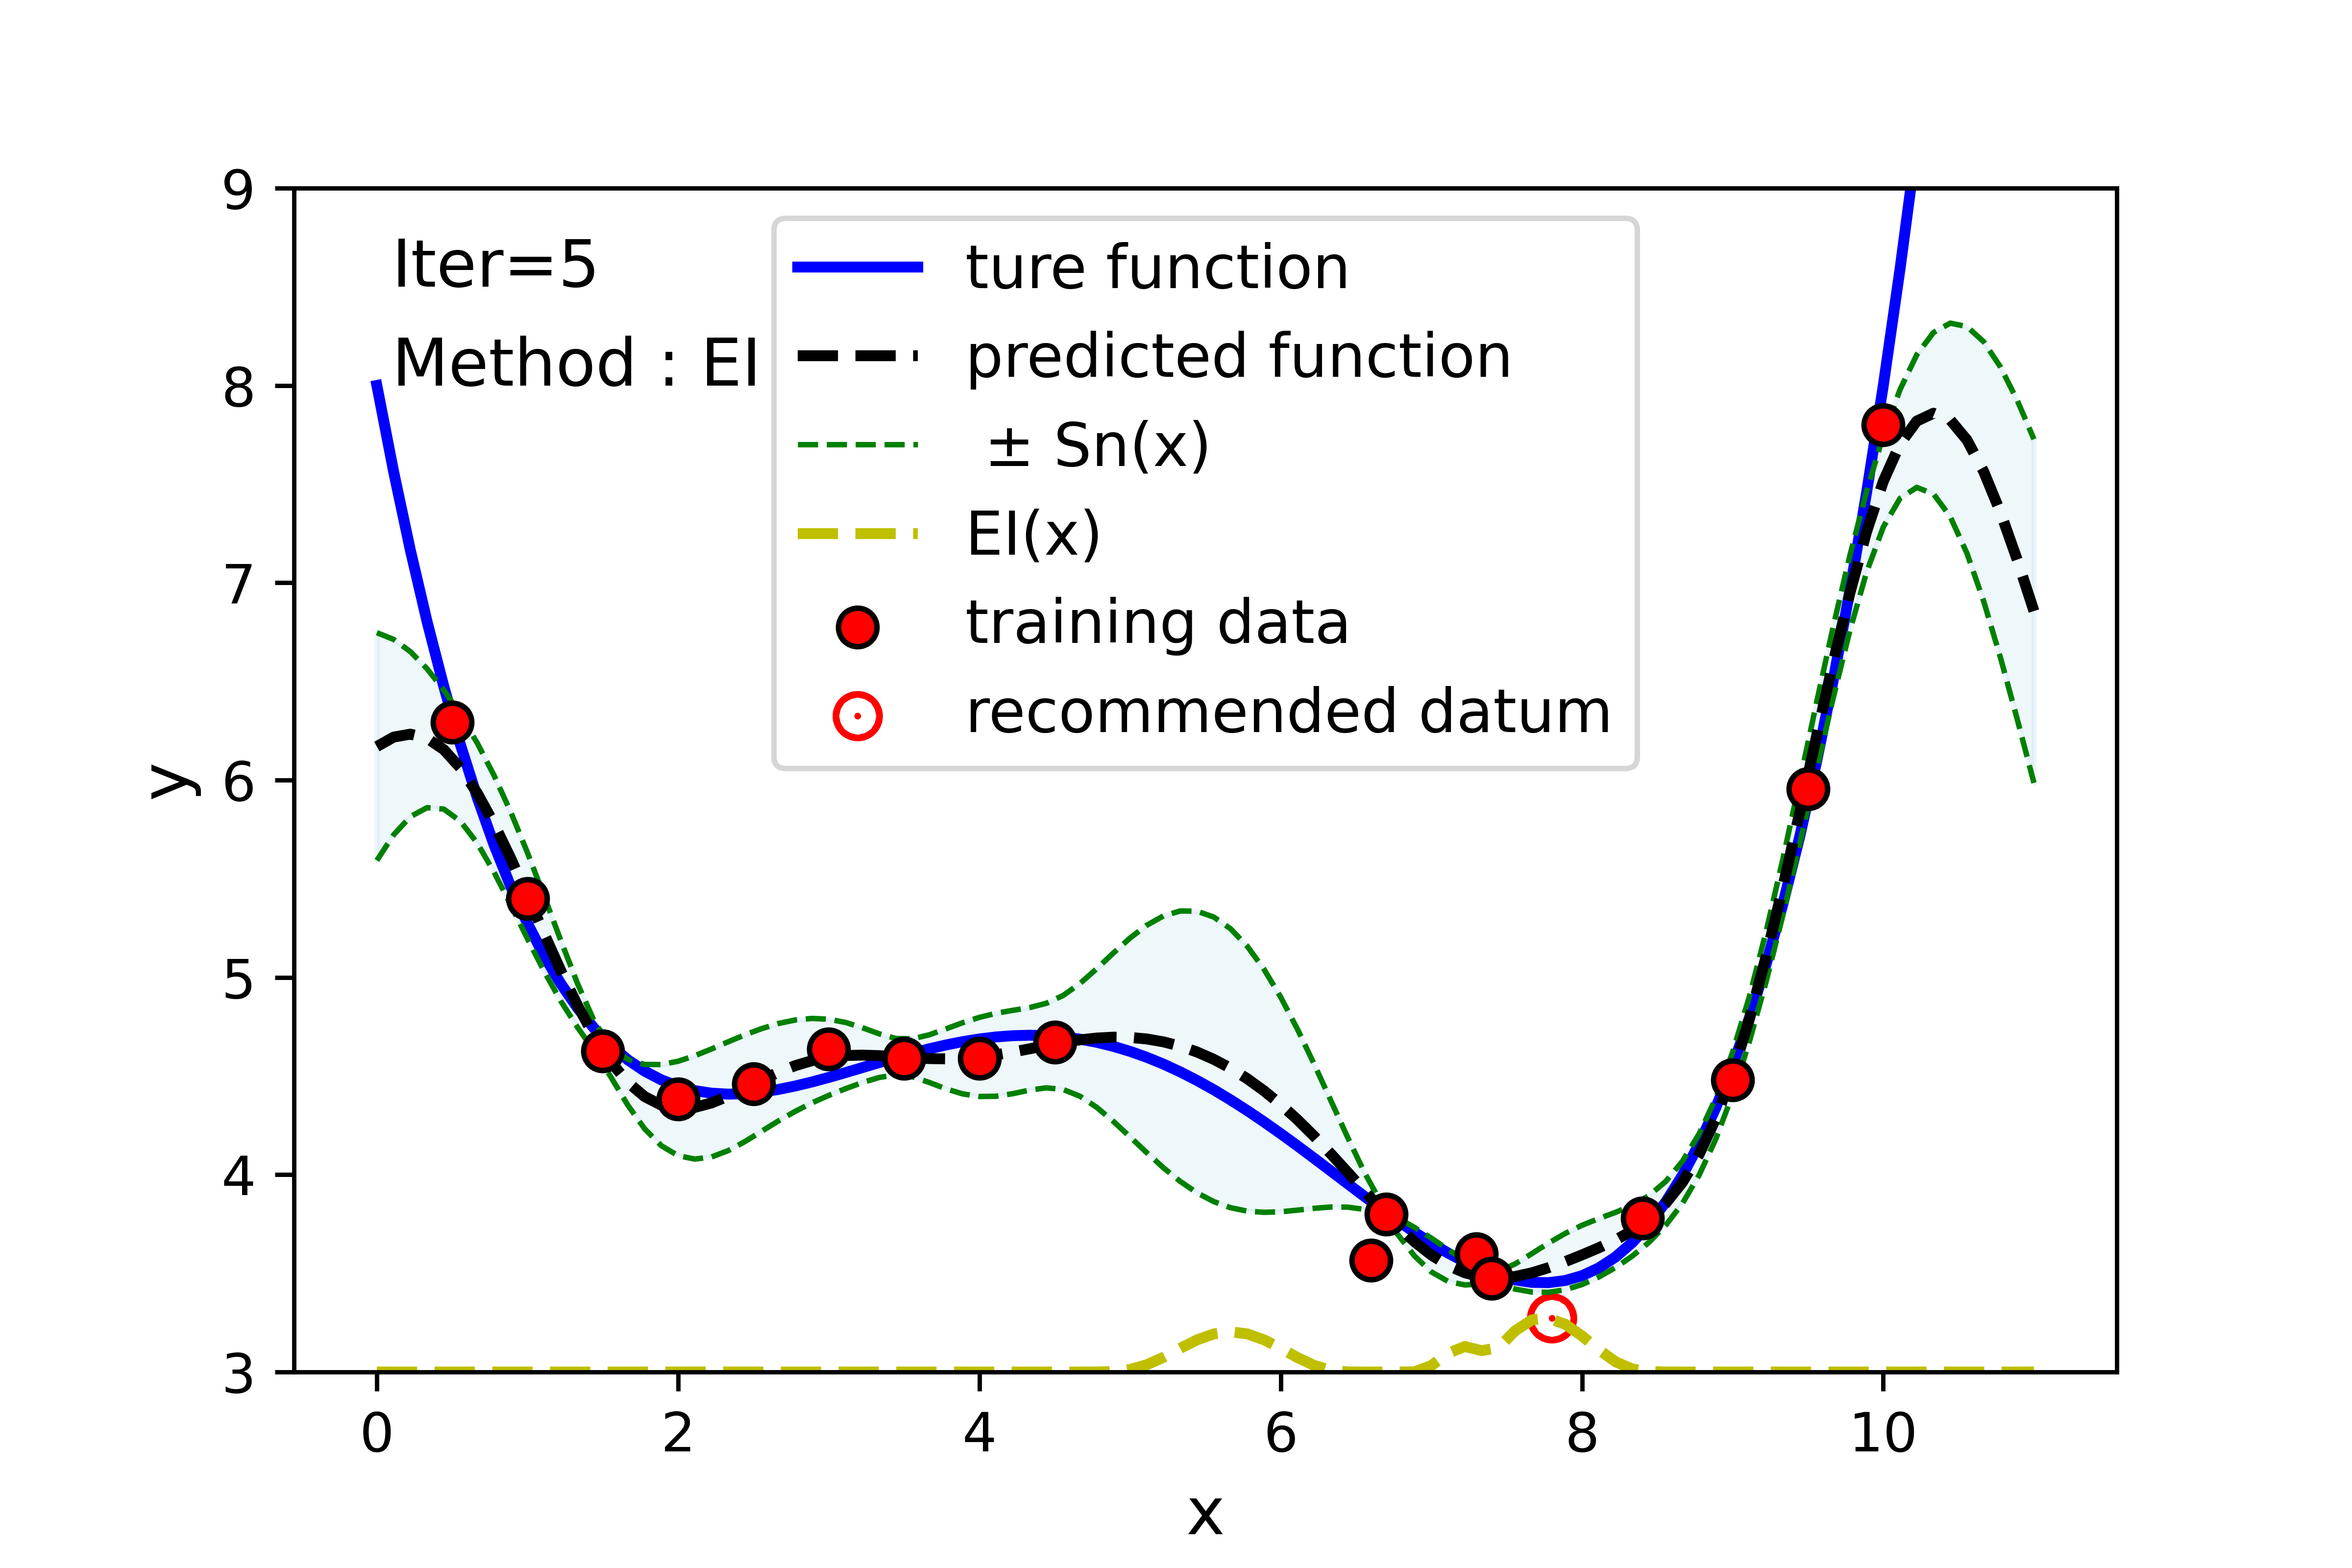 Iter=5
Method : EI
ture function
predicted function
± Sn(x)
EI(x)
training data
recommended datum
y
9
8
7
6
5
4
3
0 2 4 6 8 10
x